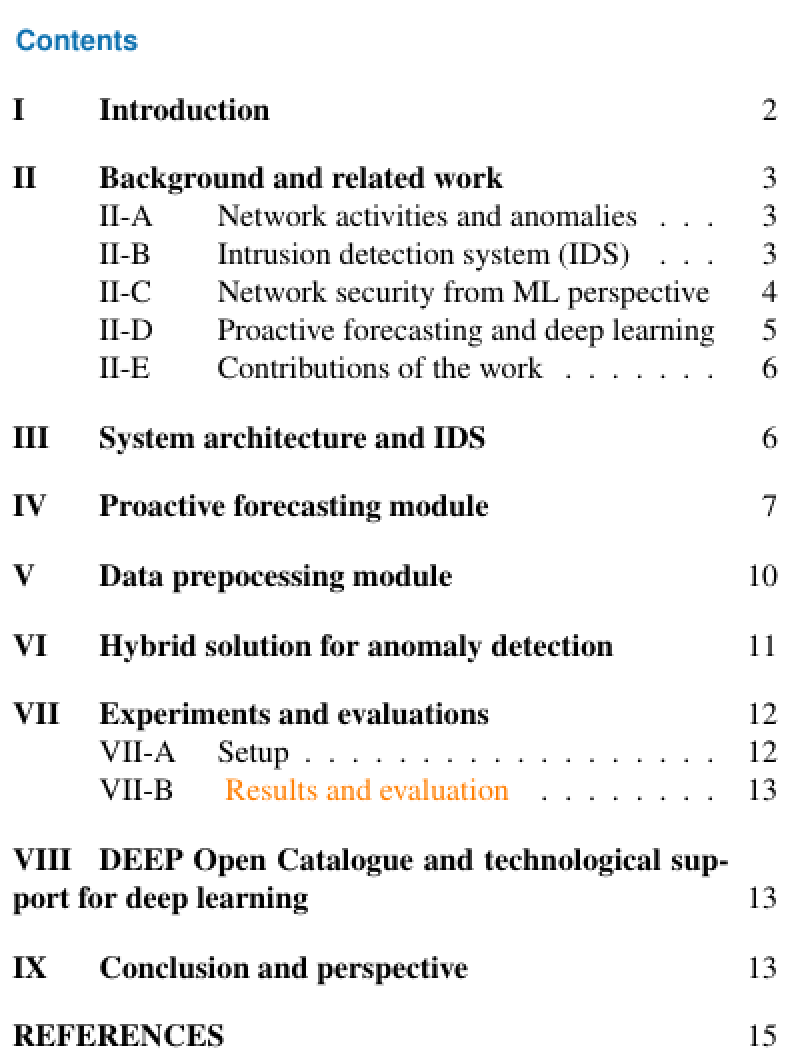 Contents
I Introduction 2
II Background and related work 3
II-A Network activities and anomalies . . . 3
II-B Intrusion detection system (IDS) . . . 3
II-C Network security from ML perspective 4
II-D Proactive forecasting and deep learning 5
II-E Contributions of the work . . . . . . . 6
III System architecture and IDS 6
IV Proactive forecasting module 7
V Data prepocessing module 10
VI Hybrid solution for anomaly detection 11
VII Experiments and evaluations 12
VII-A Setup . . . . . . . . . . . . . . . . . . 12
VII-B Results and evaluation . . . . . . . . 13
VIII DEEP Open Catalogue and technological sup-
port for deep learning 13
IX Conclusion and perspective 13
REFERENCES 15